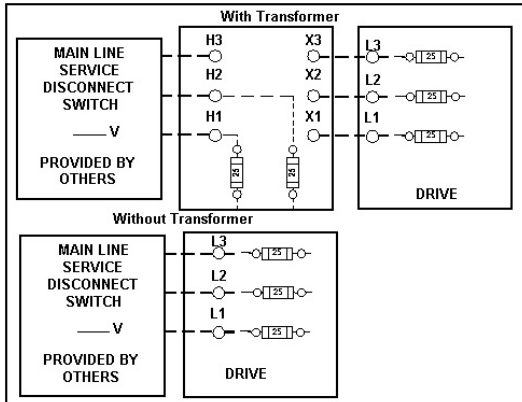 With Transformer
MAIN LINE
SERVICE
DISCONNECT
SWITCH
____ V
PROVIDED BY
OTHERS
H3
H2
H1
25
25
X3
X2
X1
L3
25
L2
25
L1
25
DRIVE
Without Transformer
MAIN LINE
SERVICE
DISCONNECT
SWITCH
____ V
PROVIDED BY
OTHERS
L3
25
L2
25
L1
25
DRIVE